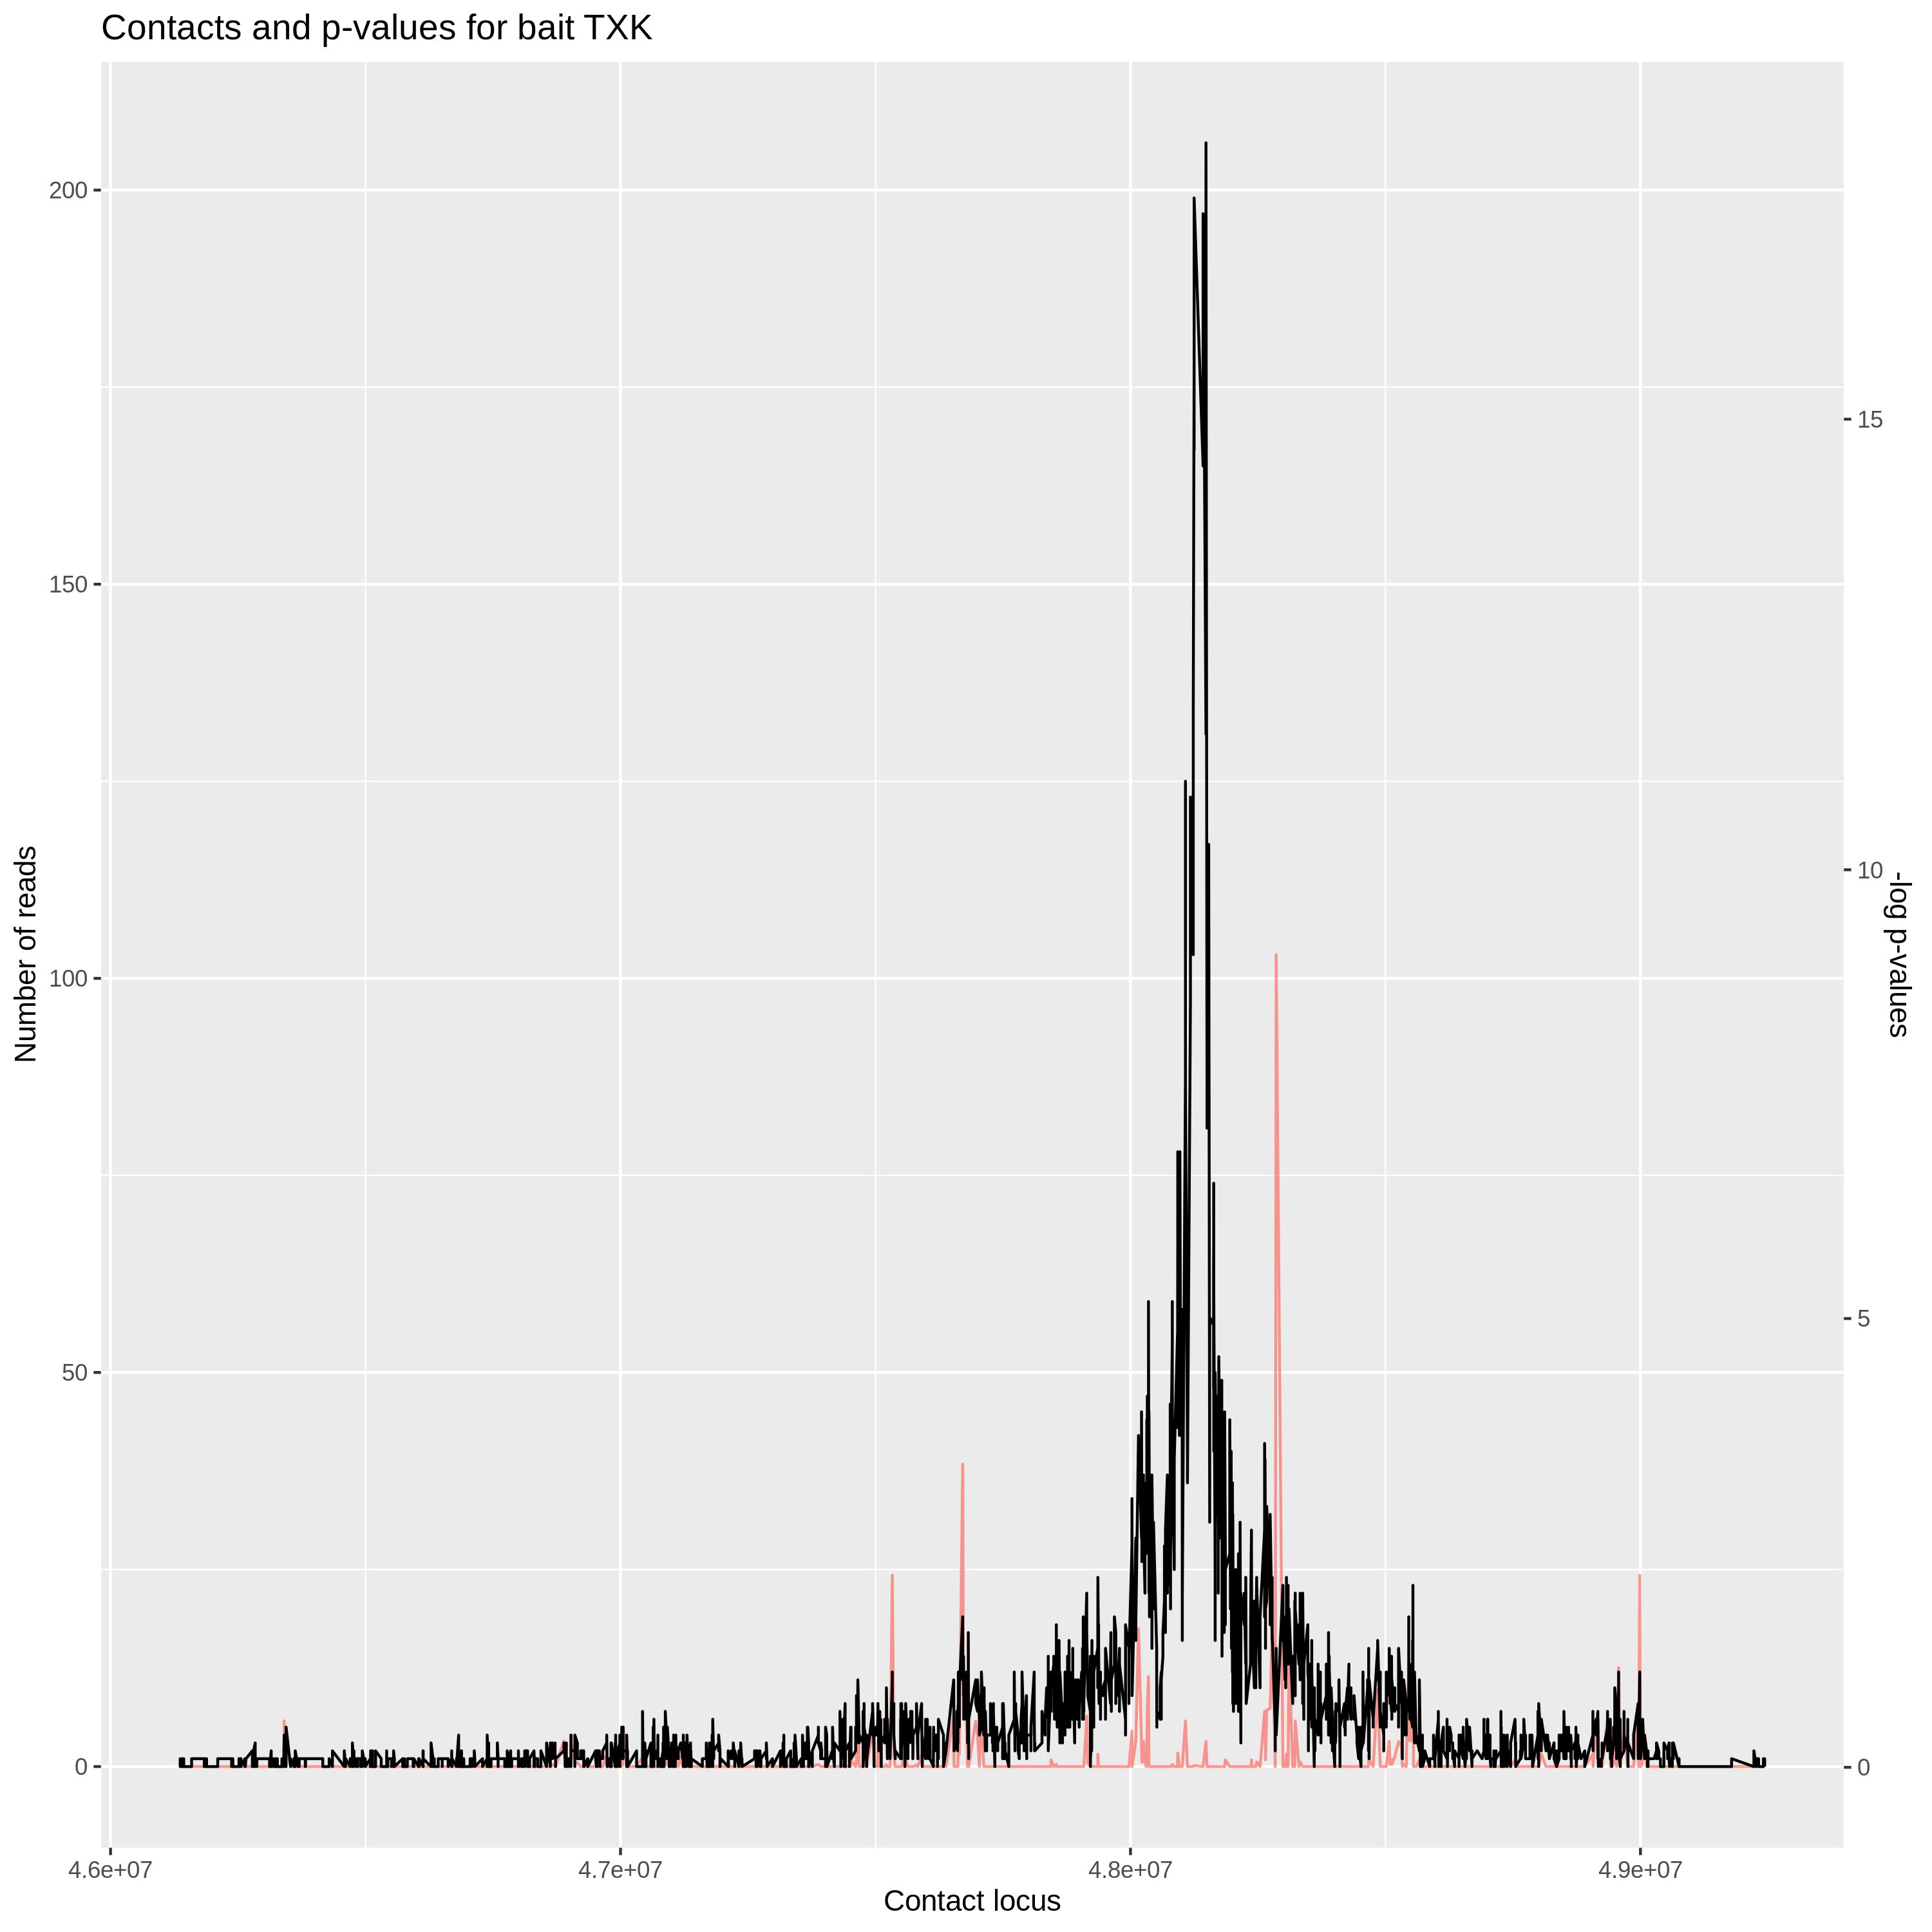 Contacts and p-values for bait TXK
Number of reads
200
150
100
50
0
15
10
5
0
-log p-values
4.6e+07
4.7e+07
4.8e+07
4.9e+07
Contact locus